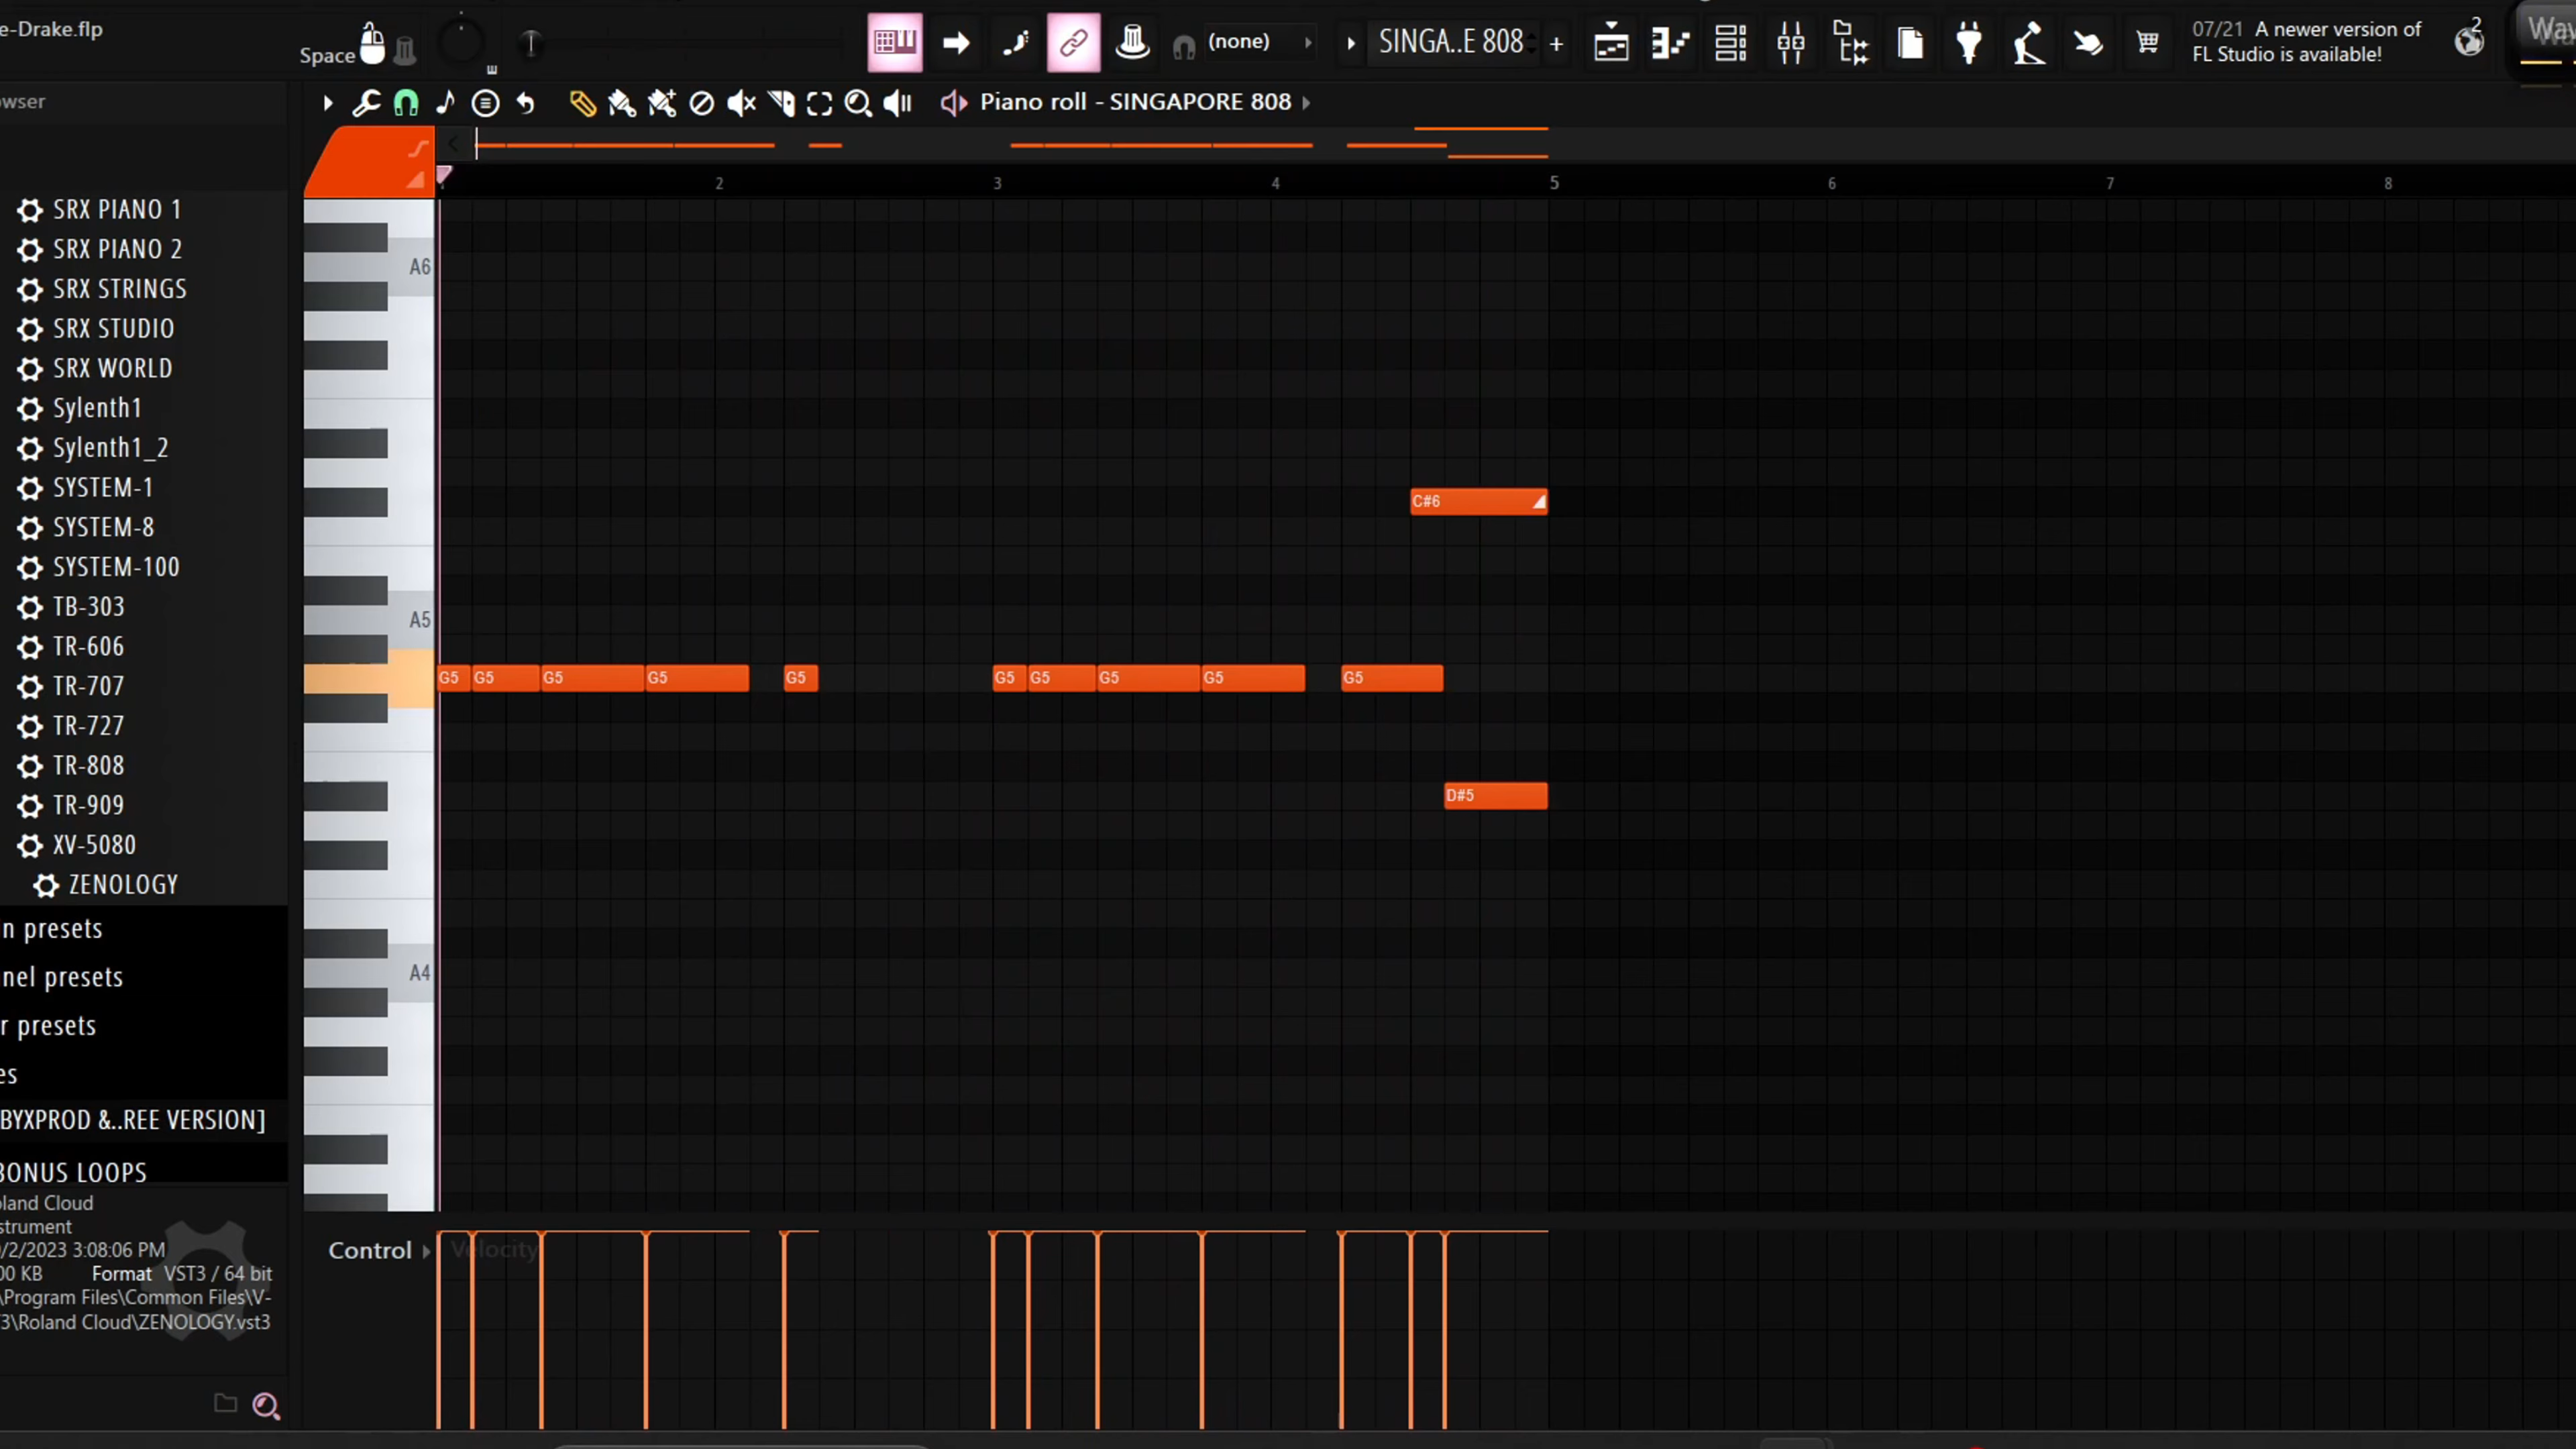 e-Drake.flp
Space
(none)
SINGA..E 808
07/21 A newer version of
FL Studio is available!
2
Wav
owser
Piano roll - SINGAPORE 808
2 3 4 5 6 7 8
SRX PIANO 1
SRX PIANO 2
SRX STRINGS
SRX STUDIO
SRX WORLD
Sylenth1
Sylenth1_2
SYSTEM-1
SYSTEM-8
SYSTEM-100
TB-303
TR-606
TR-707
TR-727
TR-808
TR-909
XV-5080
ZENOLOGY
n presets
nel presets
r presets
es
BYXPROD &..REE VERSION]
BONUS LOOPS
oland Cloud
strument
/2/2023 3:08:06 PM
00 KB Format VST3 / 64 bit
\Program Files\Common Files\V-
3\Roland Cloud\ZENOLOGY.vst3
A6
C#6
A5
G5 G5 G5 G5 G5 G5 G5 G5 G5 G5
D#5
A4
Control Velocity